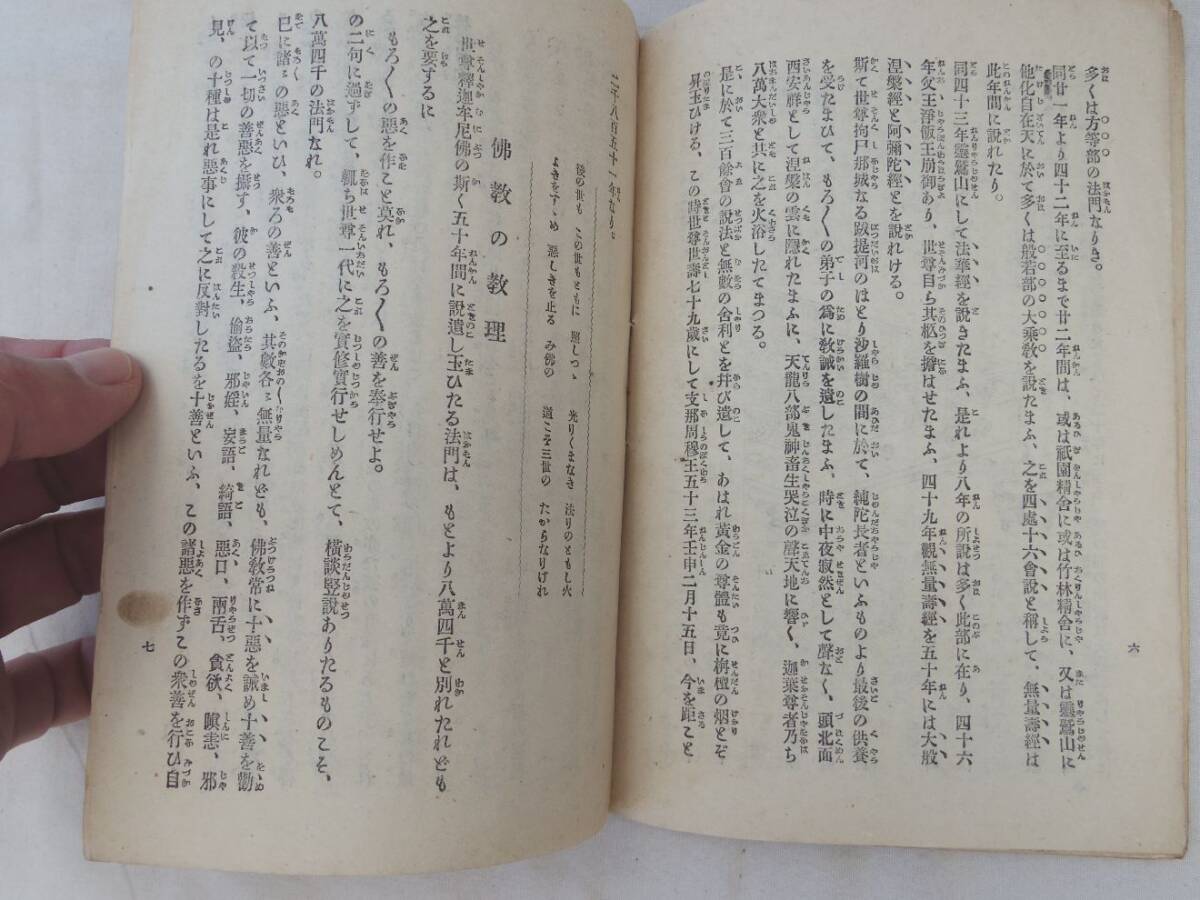 多くは方等部の法門なりき。
同廿一年より四十二年に至るまで廿二年間は、或は祇園精舍に或は竹林精舍に、又は靈鷲山に
他化自在天に於て多くは般若部の大乘敎を說たまふ、之を四處十六會說と稱して、無量壽經は
此年間に說れたり。
同四十三年靈鷲山にして法華經を說きたまふ、是れより八年の所說は多く此部に在り、四十六
年父王淨飯王崩御あり、世尊自ら其柩を擔はせたまふ、四十九年觀無量壽經を五十年には大般
涅槃經と阿彌陀經とを說れける。
斯て世尊拘尸那城なる跋提河のほとり沙羅樹の間に於て、純陀長者といふものより最後の供養
を受たまひて、もろ〱の弟子の爲に敎誡を遺したまふ、時に中夜寂然として聲なく、頭北面
西安祥として涅槃の雲に隱れたまふに、天龍八部鬼神畜生哭泣の聲天地に響く、迦葉尊者乃ち
八萬大衆と共に之を火浴したてまつる。
是に於て三百餘會の說法と無數の舍利とを幷び遺して、あはれ黃金の尊體も竟に栴檀の烟とぞ
昇玉ひける、この時世尊世壽七十九歲にして支那周穆王五十三年壬申二月十五日、今を距こと
六
二千八百五十一年なり。
後の世も この世もともに 照しつゝ 光りくまなき 法りのともし火
よきをすゝめ 惡しきを止る み佛の 道こそ三世の たからなりけれ
佛敎の敎理
世尊釋迦牟尼佛の斯く五十年間に說遺し玉ひたる法門は、もとより八萬四千と別れたれども
之を要するに
もろ〱の惡を作こと莫れ、もろ〱の善を奉行せよ。
の二句に過ずして、輒ち世尊一代に之を實修實行せしめんとて、橫談竪說ありたるものこそ、
八萬四千の法門なれ。
已に諸〻の惡といひ、衆ろの善といふ、其數各〻無量なれども、佛敎常に十惡を誡め十善を勸
て以て一切の善惡を攝す、彼の殺生、偷盜、邪婬、妄語、綺語、惡口、兩舌、貪欲、瞋恚、邪
見、の十種は是れ惡事にして之に反對したるを十善といふ、この諸惡を作ずこの衆善を行ひ自
七